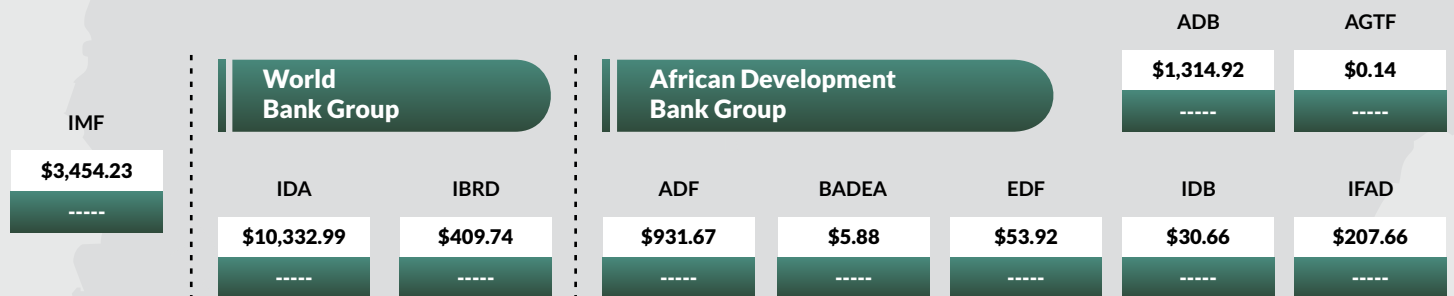 ADB
AGTF
$1,314.92
$0.14
-----
-----
World
Bank Group
African Development
Bank Group
IMF
$3,454.23
-----
IDA
IBRD
ADF
BADEA
EDF
IDB
IFAD
$10,332.99
$409.74
$931.67
$5.88
$53.92
$30.66
$207.66
-----
-----
-----
-----
-----
-----
-----